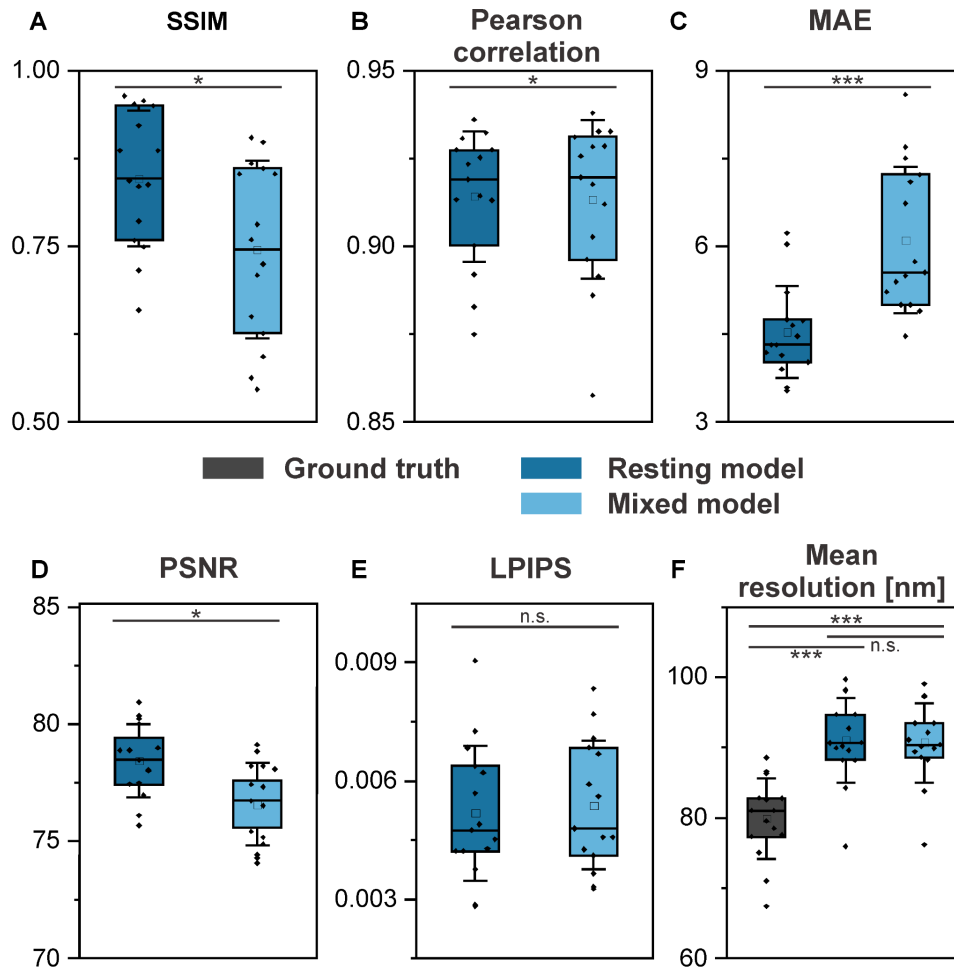 A
SSIM
*
1.00
0.75
0.50
B
Pearson
correlation
*
0.95
0.90
0.85
C
MAE
***
9
6
3
Ground truth
Resting model
Mixed model
D
PSNR
*
85
80
75
70
E
LPIPS
n.s.
0.009
0.006
0.003
F
Mean
resolution [nm]
***
*** n.s.
100
80
60